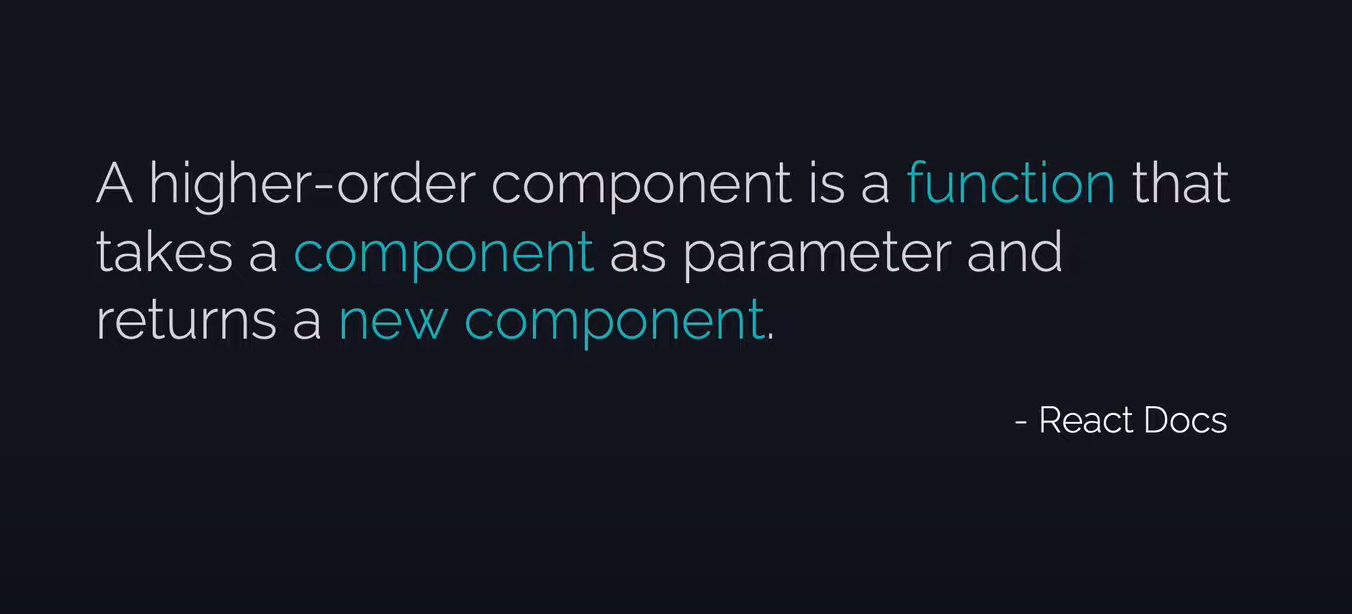 A higher-order component is a function that
takes a component as parameter and
returns a new component.
- React Docs